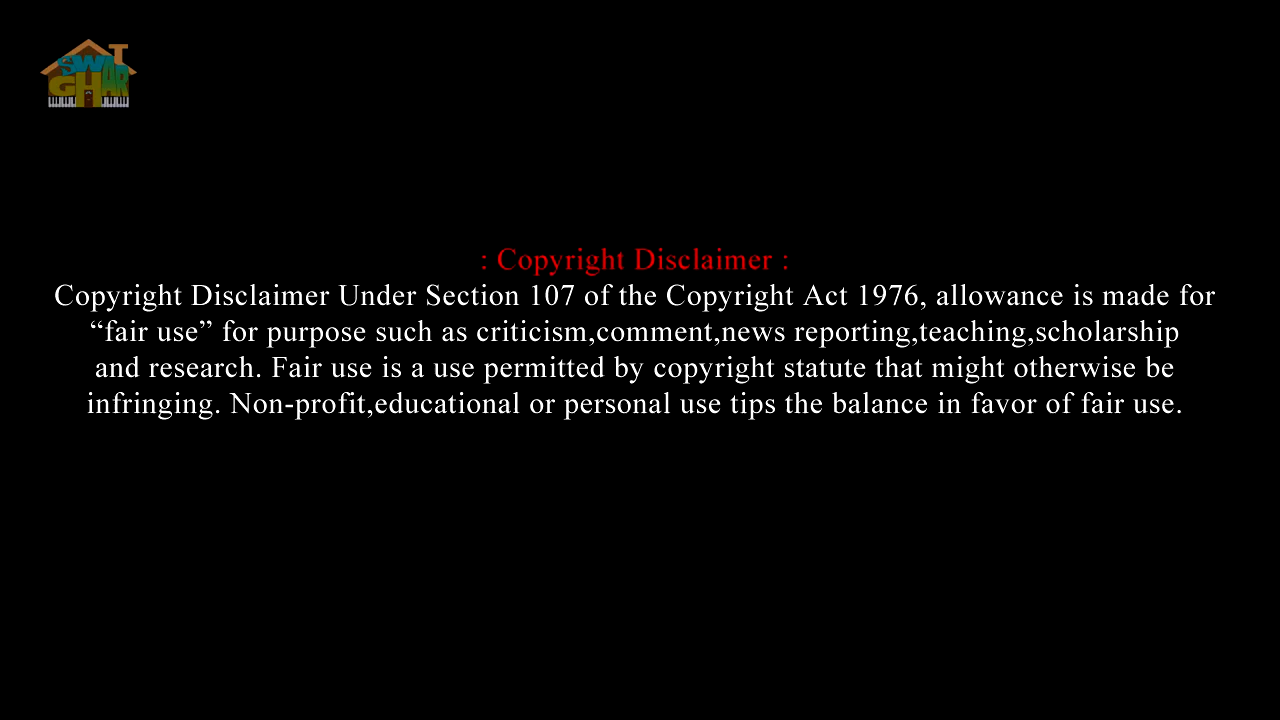 SWT
GHAR
: Copyright Disclaimer :
Copyright Disclaimer Under Section 107 of the Copyright Act 1976, allowance is made for
“fair use” for purpose such as criticism,comment,news reporting,teaching,scholarship
and research. Fair use is a use permitted by copyright statute that might otherwise be
infringing. Non-profit,educational or personal use tips the balance in favor of fair use.